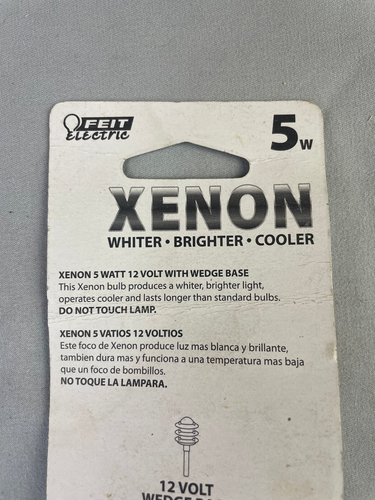 FEIT
Electric
5W
XENON
WHITER • BRIGHTER • COOLER
XENON 5 WATT 12 VOLT WITH WEDGE BASE
This Xenon bulb produces a whiter, brighter light,
operates cooler and lasts longer than standard bulbs.
DO NOT TOUCH LAMP.
XENON 5 VATIOS 12 VOLTIOS
Este foco de Xenon produce luz mas blanca y brillante,
tambien dura mas y funciona a una temperatura mas baja
que un foco de bombillos.
NO TOQUE LA LAMPARA.
12 VOLT
WEDGE BASE